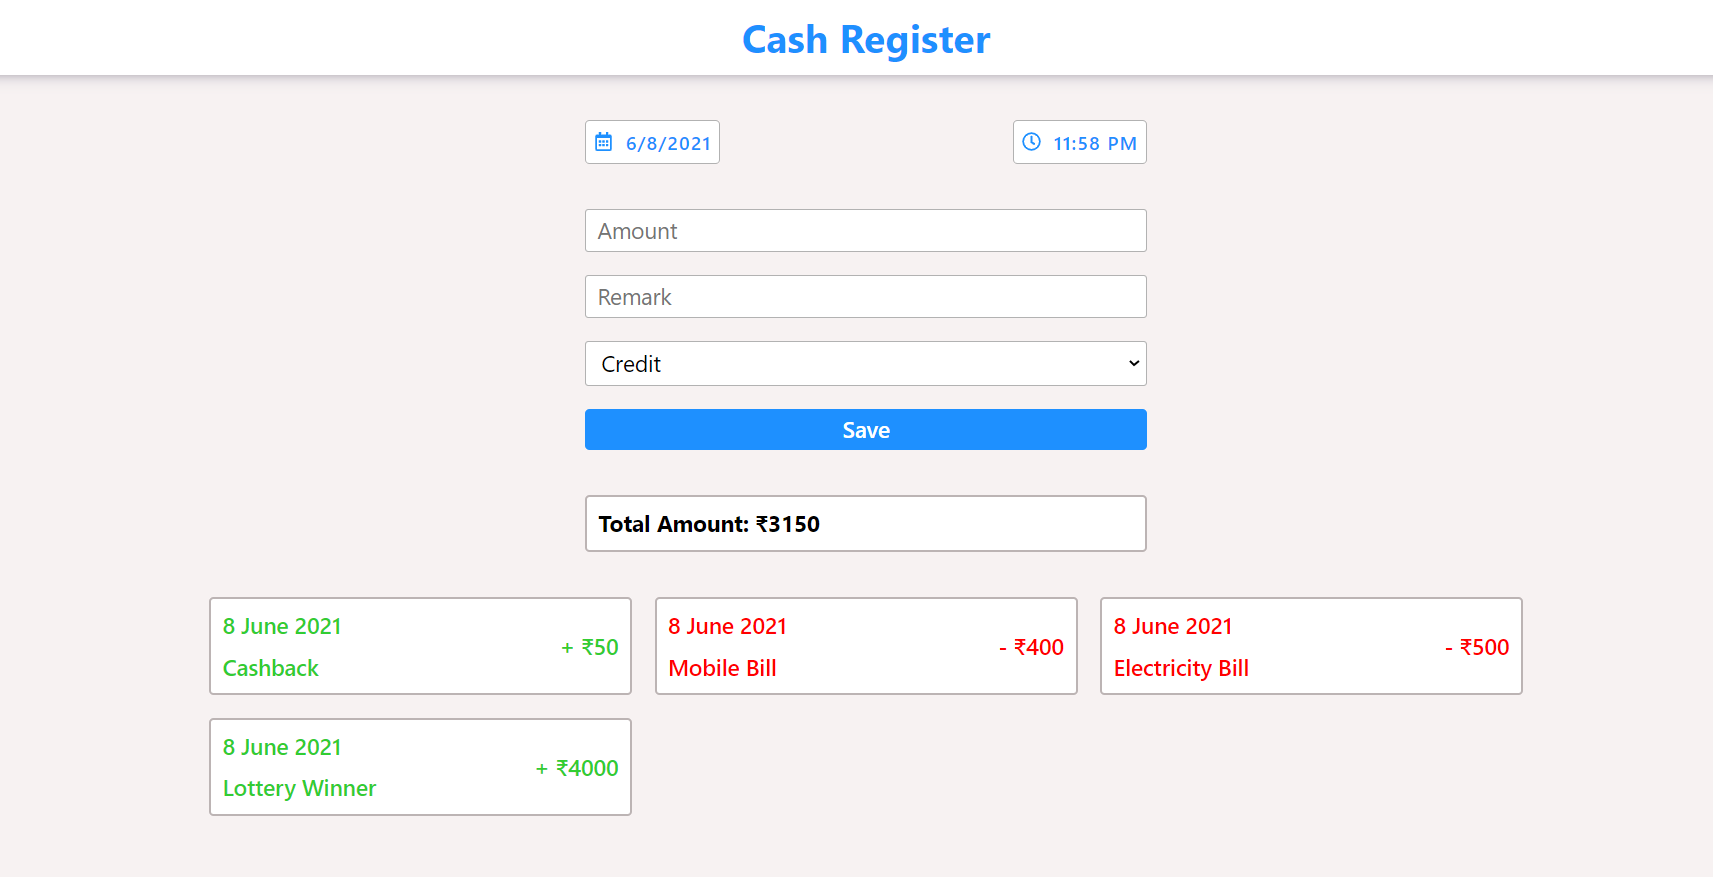 Cash Register
6/8/2021
11:58 PM
Amount
Remark
Credit
Save
Total Amount: ₹3150
8 June 2021
Cashback
+ ₹50
8 June 2021
Mobile Bill
- ₹400
8 June 2021
Electricity Bill
- ₹500
8 June 2021
Lottery Winner
+ ₹4000